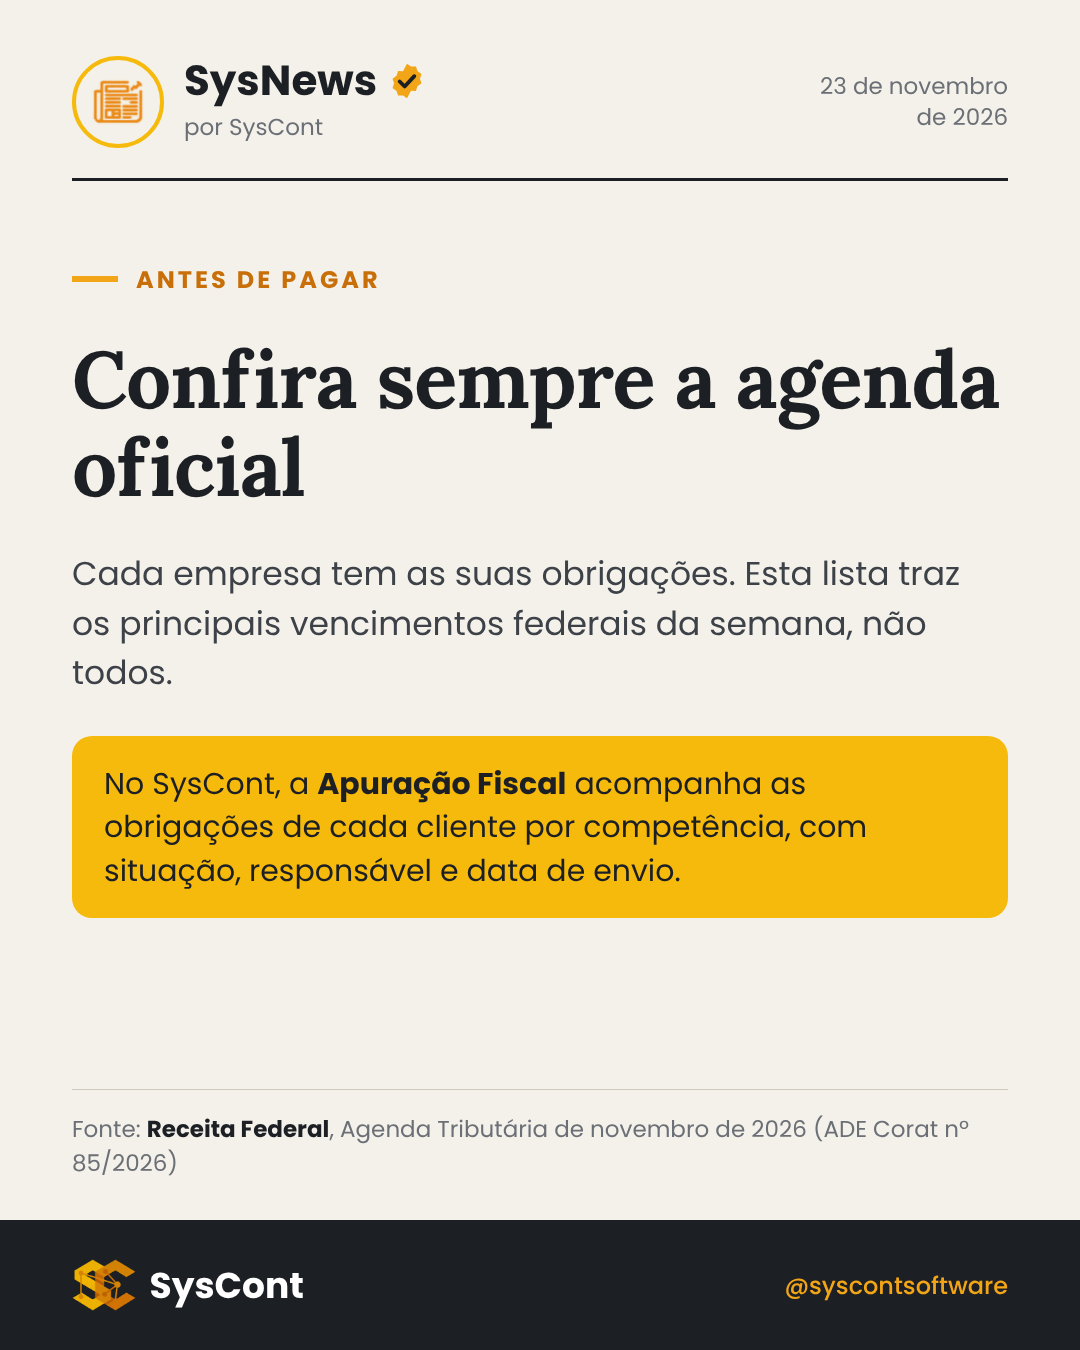 SysNews
por SysCont
23 de novembro
de 2026
ANTES DE PAGAR
Confira sempre a agenda
oficial
Cada empresa tem as suas obrigações. Esta lista traz
os principais vencimentos federais da semana, não
todos.
No SysCont, a Apuração Fiscal acompanha as
obrigações de cada cliente por competência, com
situação, responsável e data de envio.
Fonte: Receita Federal, Agenda Tributária de novembro de 2026 (ADE Corat nº
85/2026)
SysCont
@syscontsoftware